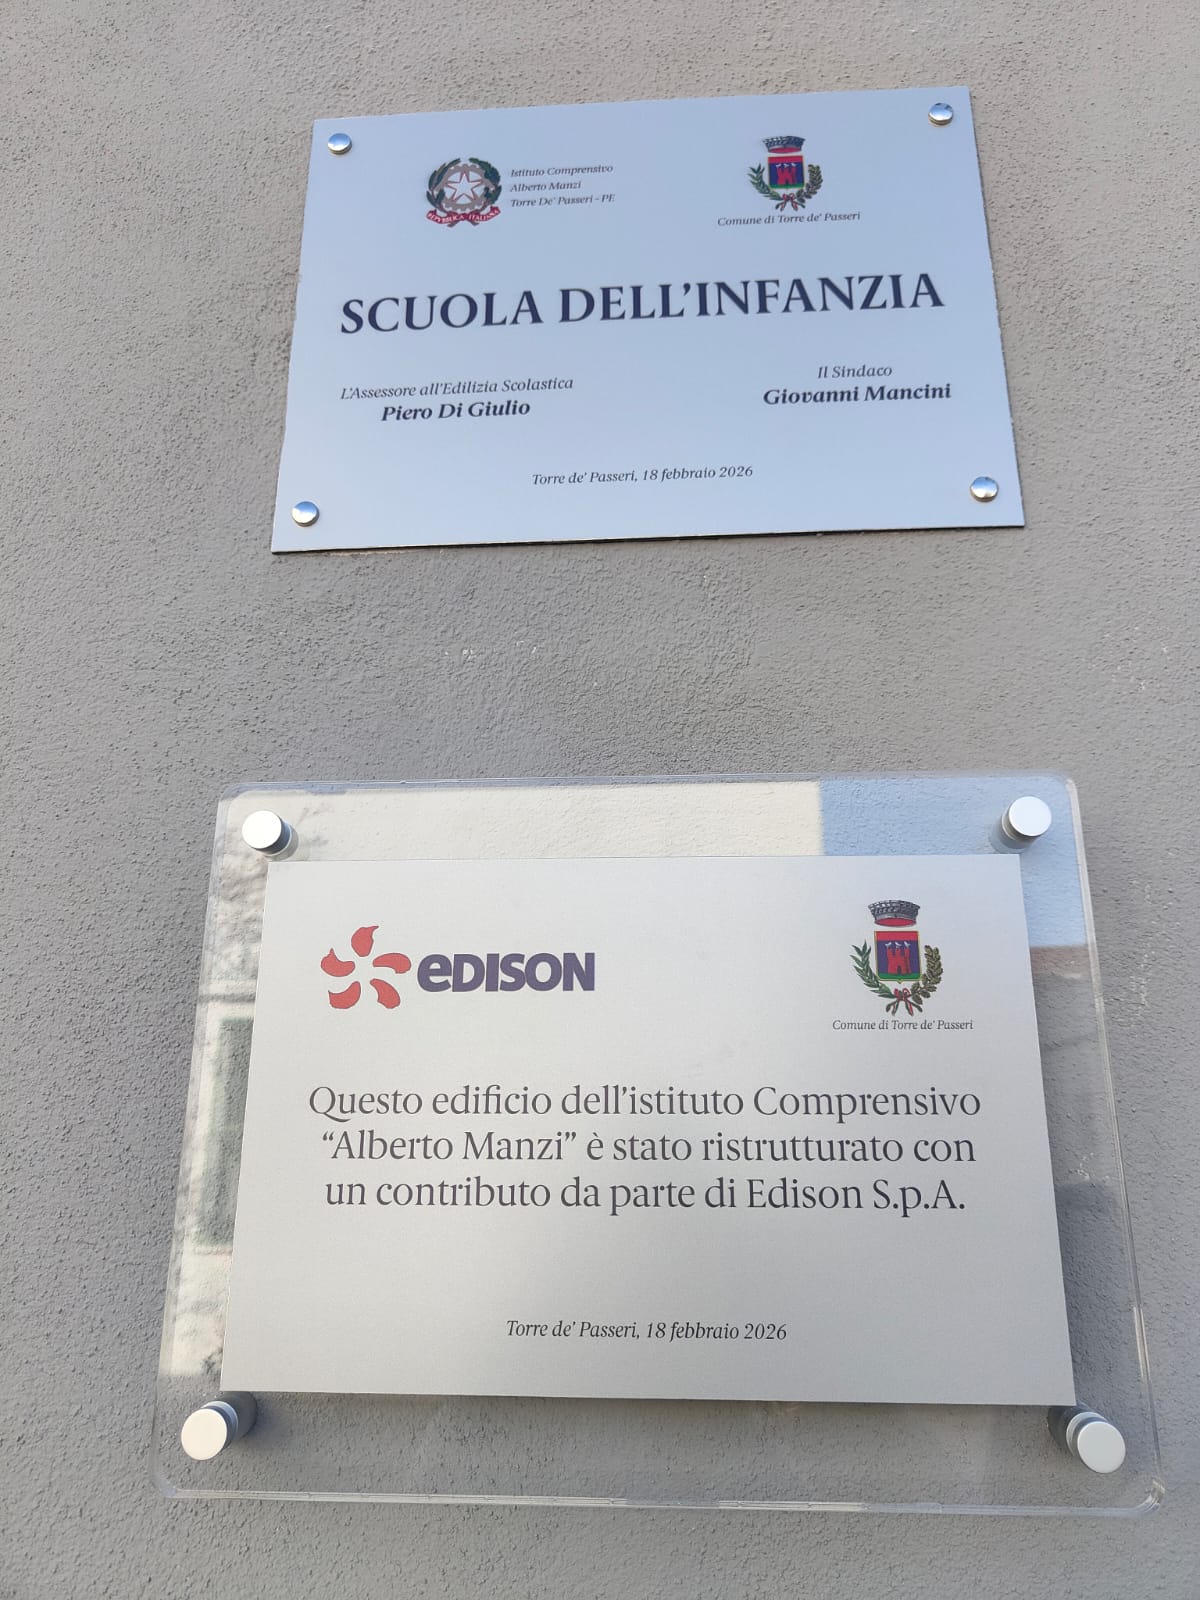 Istituto Comprensivo
Alberto Manzi
Torre De' Passeri - PE
REPVBBLICA ITALIANA
Comune di Torre de' Passeri
SCUOLA DELL'INFANZIA
L'Assessore all'Edilizia Scolastica
Piero Di Giulio
Il Sindaco
Giovanni Mancini
Torre de' Passeri, 18 febbraio 2026
eDISON
Comune di Torre de' Passeri
Questo edificio dell'istituto Comprensivo
“Alberto Manzi” è stato ristrutturato con
un contributo da parte di Edison S.p.A.
Torre de' Passeri, 18 febbraio 2026